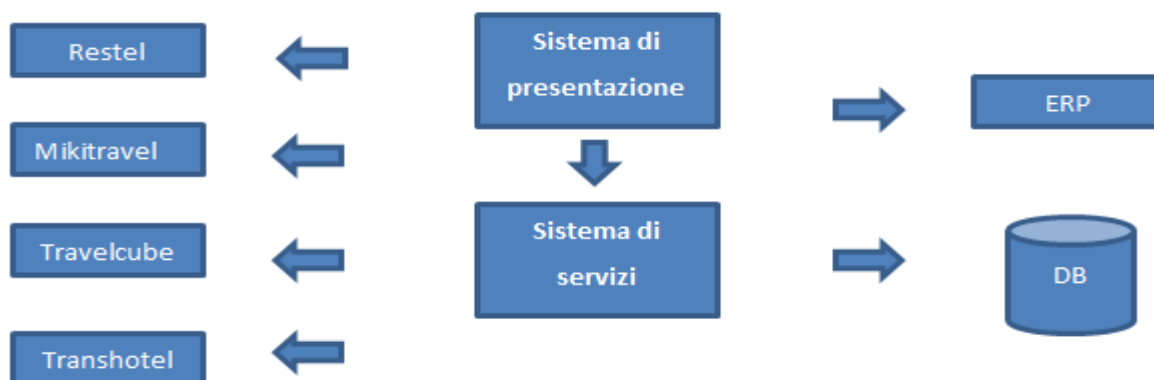 Restel
Mikitravel
Travelcube
Transhotel
Sistema di
presentazione
Sistema di
servizi
ERP
DB